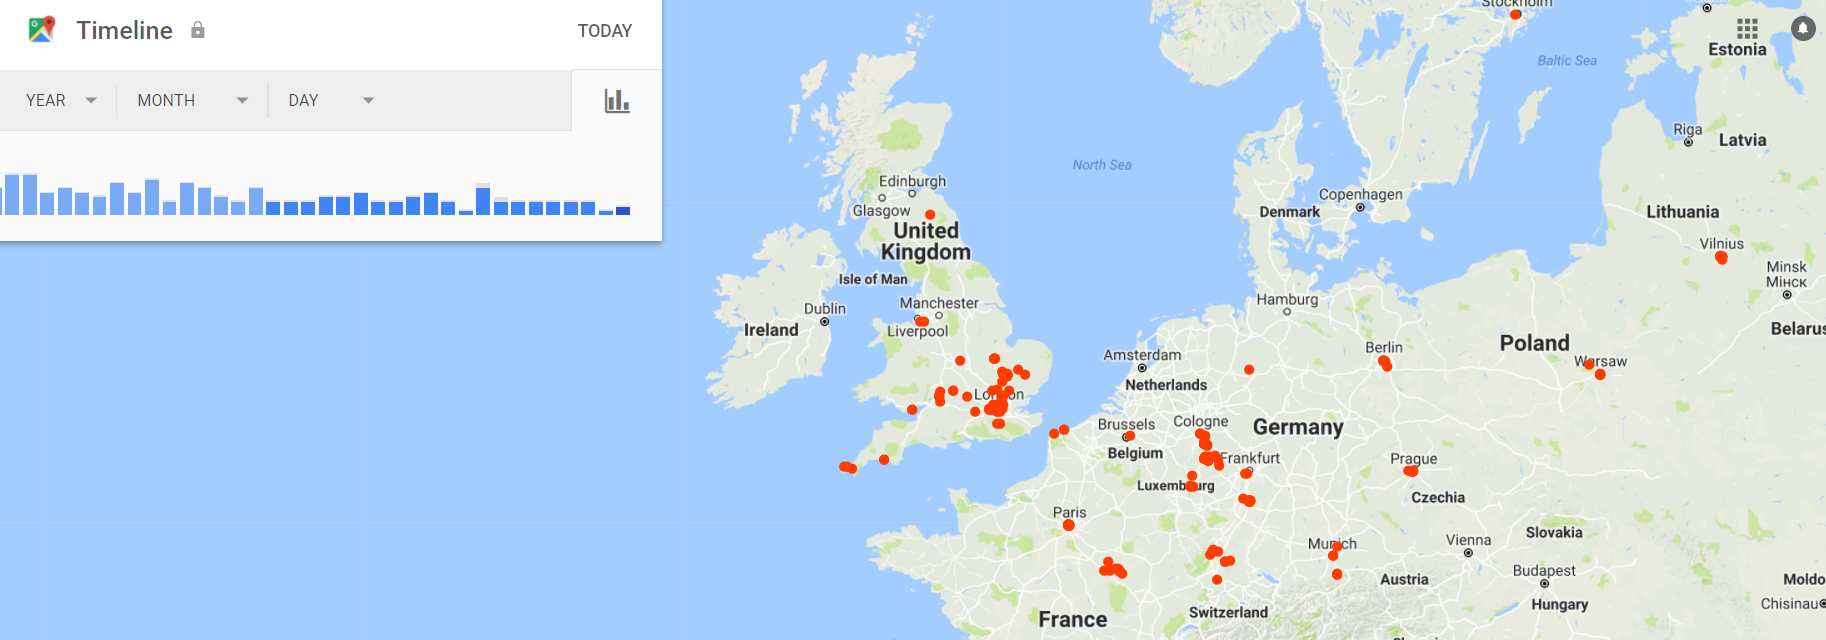 Timeline
TODAY
YEAR
MONTH
DAY
Stockholm
Estonia
Baltic Sea
Riga
Latvia
North Sea
Edinburgh
Glasgow
United
Kingdom
Copenhagen
Denmark
Lithuania
Vilnius
Minsk
Мінск
Isle of Man
Manchester
Dublin
Liverpool
Ireland
Hamburg
Belarus
Amsterdam
Netherlands
Berlin
Poland
Warsaw
London
Brussels
Cologne
Germany
Belgium
Frankfurt
Prague
Luxembourg
Czechia
Paris
Slovakia
Munich
Vienna
Budapest
Austria
Moldo
Hungary
Chisinau
Switzerland
France